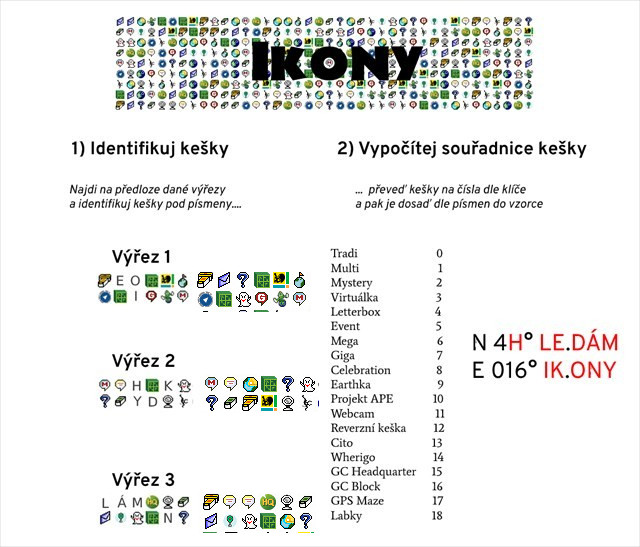 IKONY
1) Identifikuj kešky
2) Vypočítej souřadnice kešky
Najdi na předloze dané výřezy
a identifikuj kešky pod písmeny....
... převeď kešky na čísla dle klíče
a pak je dosaď dle písmen do vzorce
Výřez 1
E O
I
Výřez 2
H K
Y D
Výřez 3
L Á M
N
Tradi 0
Multi 1
Mystery 2
Virtuálka 3
Letterbox 4
Event 5
Mega 6
Giga 7
Celebration 8
Earthka 9
Projekt APE 10
Webcam 11
Reverzní keška 12
Cito 13
Wherigo 14
GC Headquarter 15
GC Block 16
GPS Maze 17
Labky 18
N 4H° LE.DÁM
E 016° IK.ONY